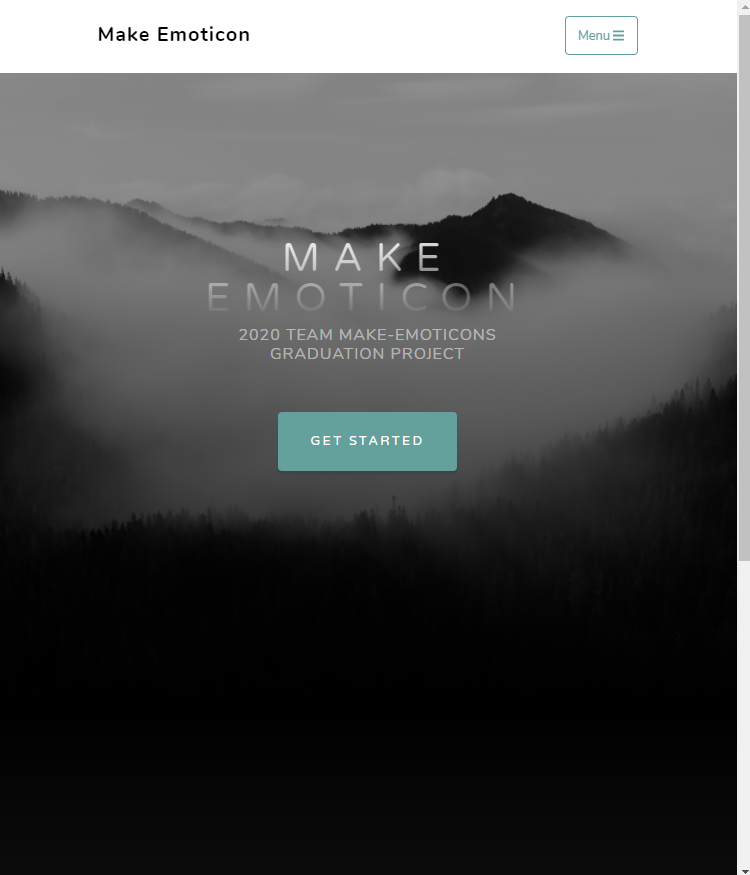 Make Emoticon
Menu
MAKE
EMOTICON
2020 TEAM MAKE-EMOTICONS
GRADUATION PROJECT
GET STARTED